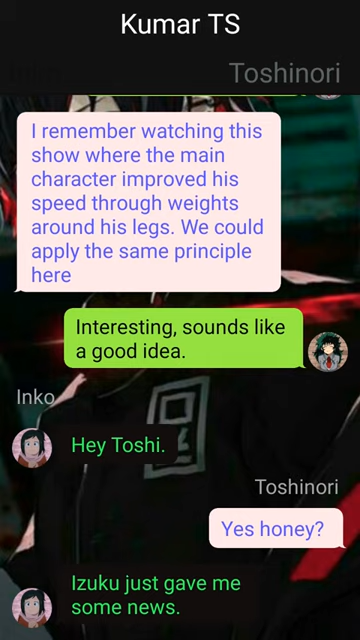 Kumar TS
Inko
Toshinori
I remember watching this
show where the main
character improved his
speed through weights
around his legs. We could
apply the same principle
here
Interesting, sounds like
a good idea.
Inko
Hey Toshi.
Toshinori
Yes honey?
Izuku just gave me
some news.